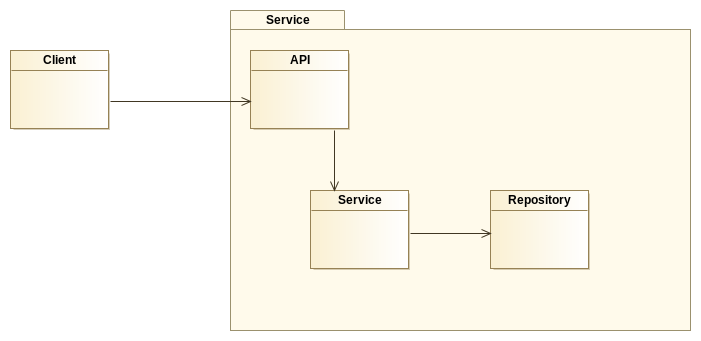 Service
Client
API
Service
Repository